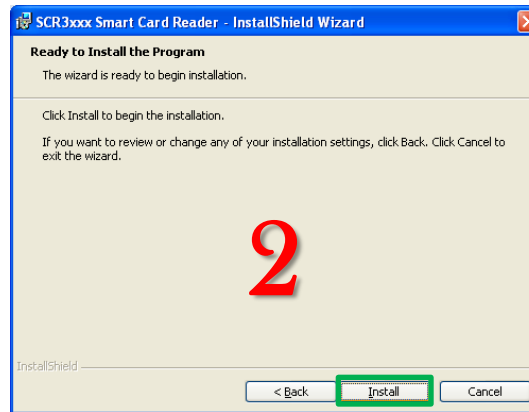 SCR3xxx Smart Card Reader - InstallShield Wizard
Ready to Install the Program
The wizard is ready to begin installation.
Click Install to begin the installation.
If you want to review or change any of your installation settings, click Back. Click Cancel to
exit the wizard.
2
InstallShield
< Back Install Cancel